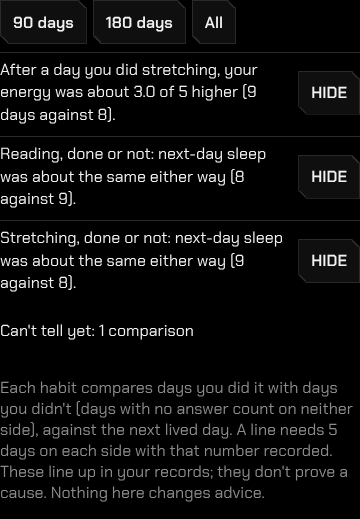 90 days 180 days All
After a day you did stretching, your
energy was about 3.0 of 5 higher (9
days against 8).
HIDE
Reading, done or not: next-day sleep
was about the same either way (8
against 9).
HIDE
Stretching, done or not: next-day sleep
was about the same either way (9
against 8).
HIDE
Can't tell yet: 1 comparison
Each habit compares days you did it with days
you didn't (days with no answer count on neither
side), against the next lived day. A line needs 5
days on each side with that number recorded.
These line up in your records; they don't prove a
cause. Nothing here changes advice.